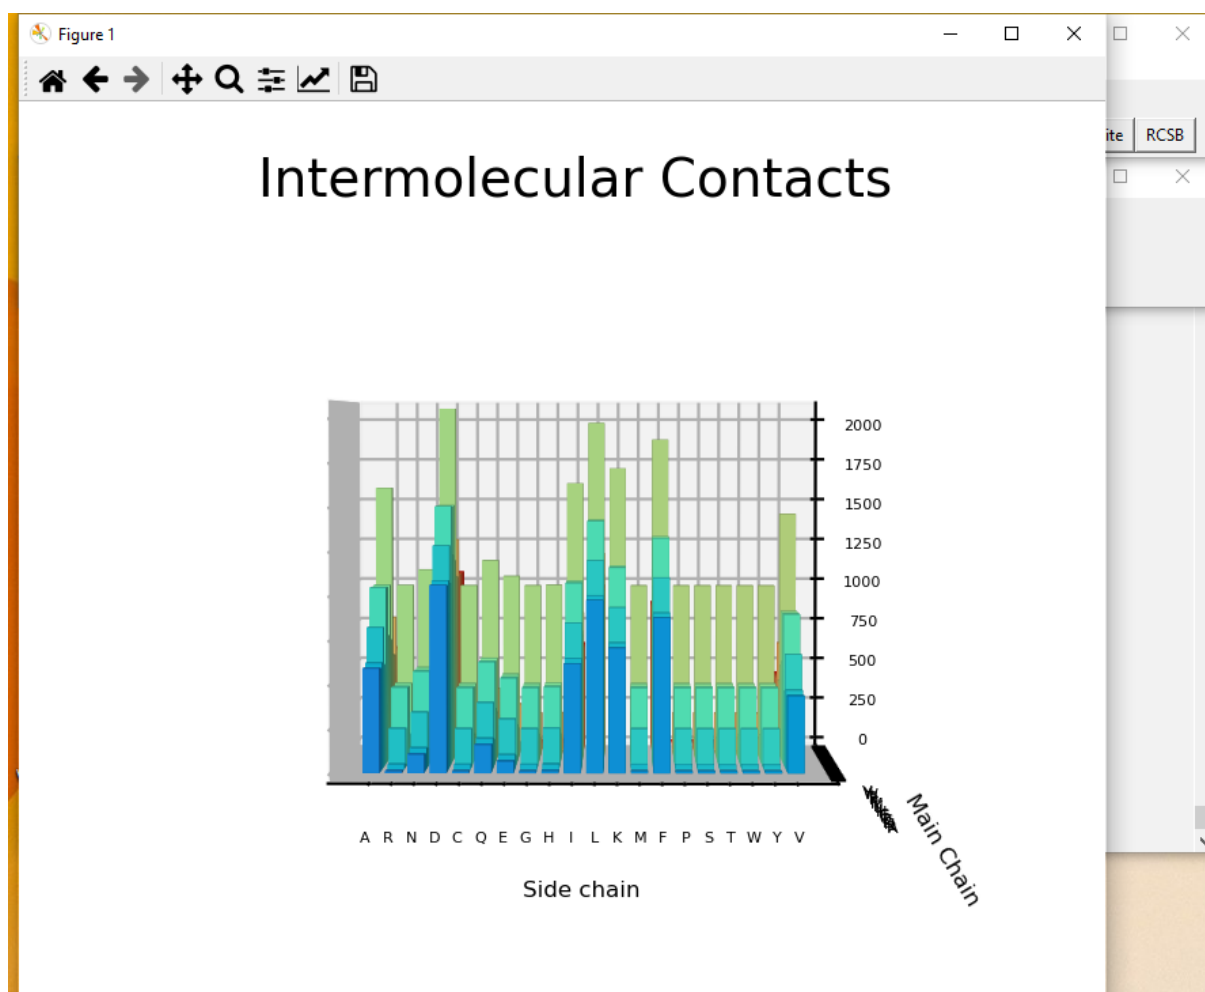 Figure 1
ite RCSB
Intermolecular Contacts
2000
1750
1500
1250
1000
750
500
250
0
A R N D C Q E G H I L K M F P S T W Y V
Main Chain
Side chain